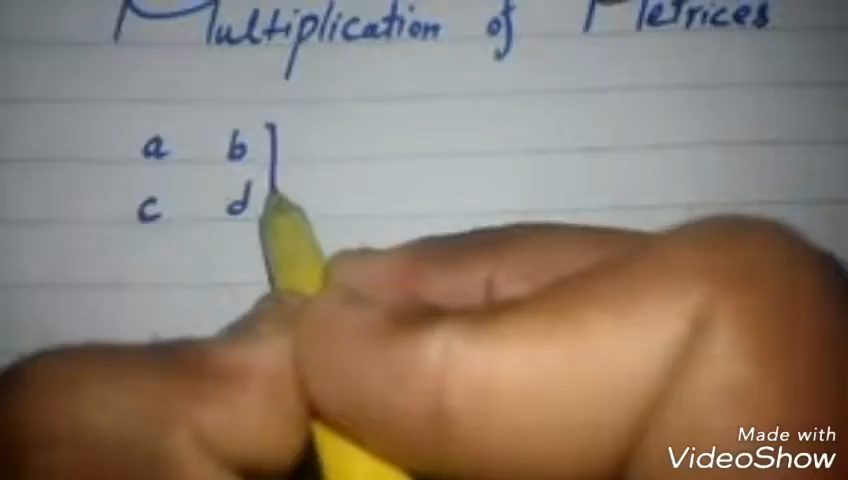 Multiplication of Metrices
a b ]
c d
Made with
VideoShow